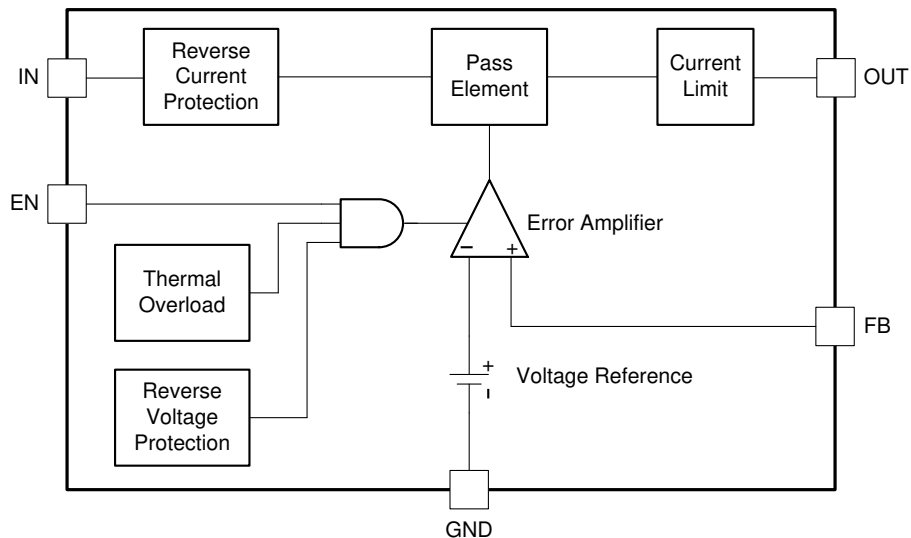 Reverse
Current
Protection
Pass
Element
Current
Limit
IN
OUT
EN
Error Amplifier
− +
Thermal
Overload
FB
+
Voltage Reference
−
Reverse
Voltage
Protection
GND